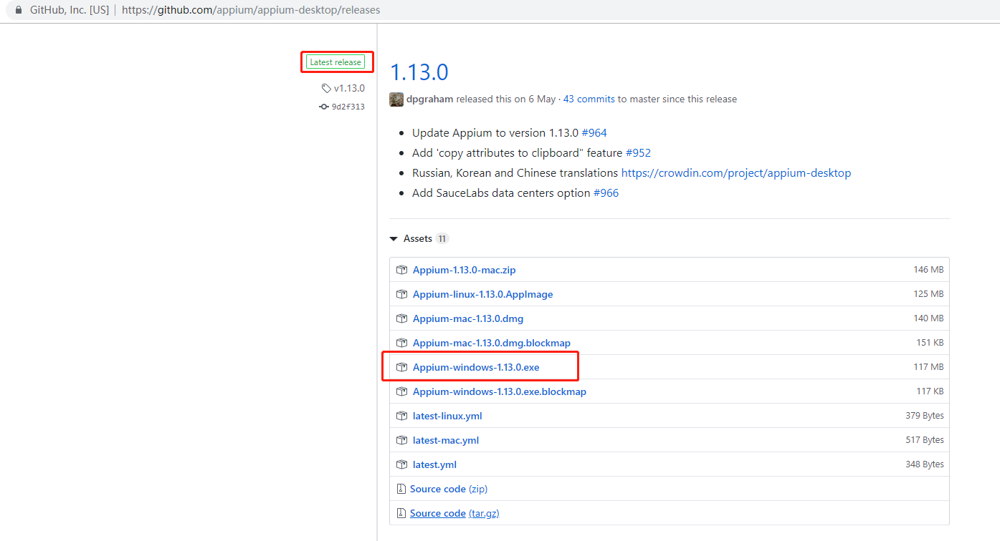 GitHub, Inc. [US] | https://github.com/appium/appium-desktop/releases
Latest release
v1.13.0
9d2f313
1.13.0
dpgraham released this on 6 May · 43 commits to master since this release
Update Appium to version 1.13.0 #964
Add 'copy attributes to clipboard" feature #952
Russian, Korean and Chinese translations https://crowdin.com/project/appium-desktop
Add SauceLabs data centers option #966
Assets 11
Appium-1.13.0-mac.zip 146 MB
Appium-linux-1.13.0.AppImage 125 MB
Appium-mac-1.13.0.dmg 140 MB
Appium-mac-1.13.0.dmg.blockmap 151 KB
Appium-windows-1.13.0.exe 117 MB
Appium-windows-1.13.0.exe.blockmap 117 KB
latest-linux.yml 379 Bytes
latest-mac.yml 517 Bytes
latest.yml 348 Bytes
Source code (zip)
Source code (tar.gz)